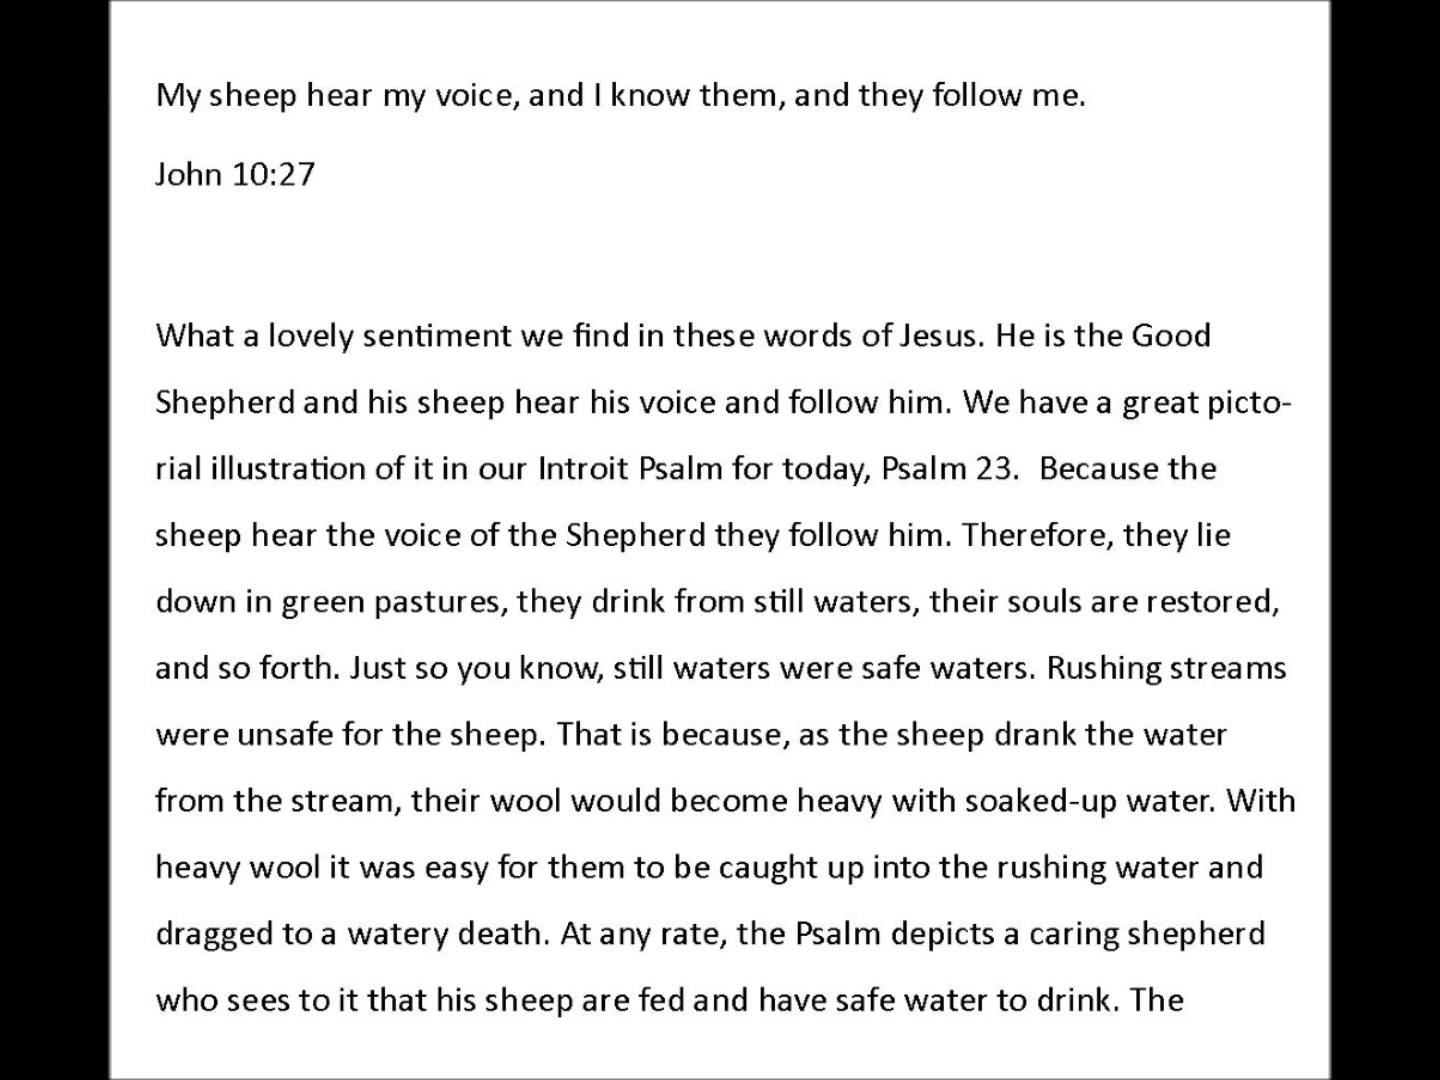 My sheep hear my voice, and I know them, and they follow me.
John 10:27
What a lovely sentiment we find in these words of Jesus. He is the Good
Shepherd and his sheep hear his voice and follow him. We have a great picto-
rial illustration of it in our Introit Psalm for today, Psalm 23.  Because the
sheep hear the voice of the Shepherd they follow him. Therefore, they lie
down in green pastures, they drink from still waters, their souls are restored,
and so forth. Just so you know, still waters were safe waters. Rushing streams
were unsafe for the sheep. That is because, as the sheep drank the water
from the stream, their wool would become heavy with soaked-up water. With
heavy wool it was easy for them to be caught up into the rushing water and
dragged to a watery death. At any rate, the Psalm depicts a caring shepherd
who sees to it that his sheep are fed and have safe water to drink. The